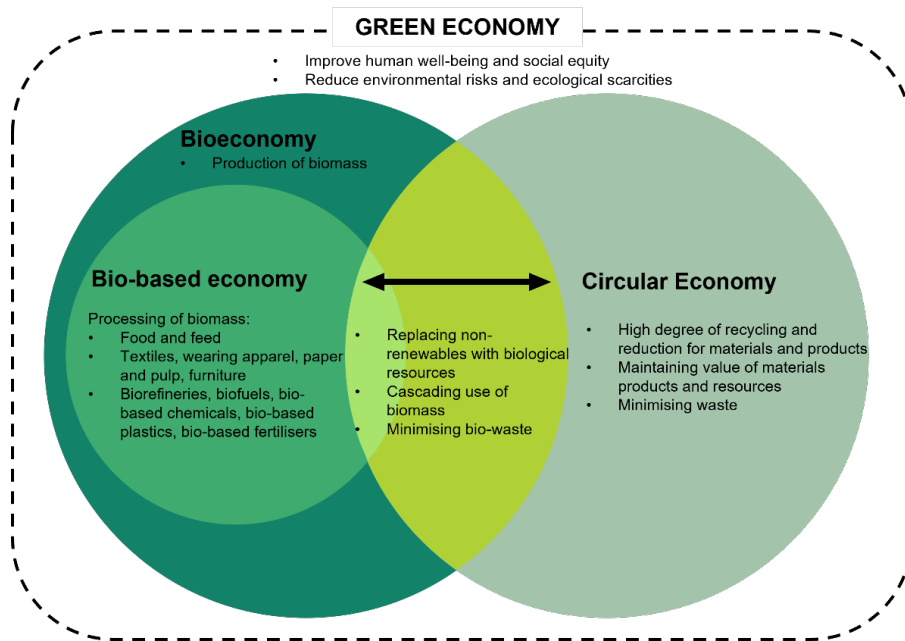 GREEN ECONOMY
• Improve human well-being and social equity
• Reduce environmental risks and ecological scarcities
Bioeconomy
• Production of biomass
Bio-based economy
Processing of biomass:
• Food and feed
• Textiles, wearing apparel, paper
and pulp, furniture
• Biorefineries, biofuels, bio-
based chemicals, bio-based
plastics, bio-based fertilisers
• Replacing non-
renewables with biological
resources
• Cascading use of
biomass
• Minimising bio-waste
Circular Economy
• High degree of recycling and
reduction for materials and products
• Maintaining value of materials
products and resources
• Minimising waste